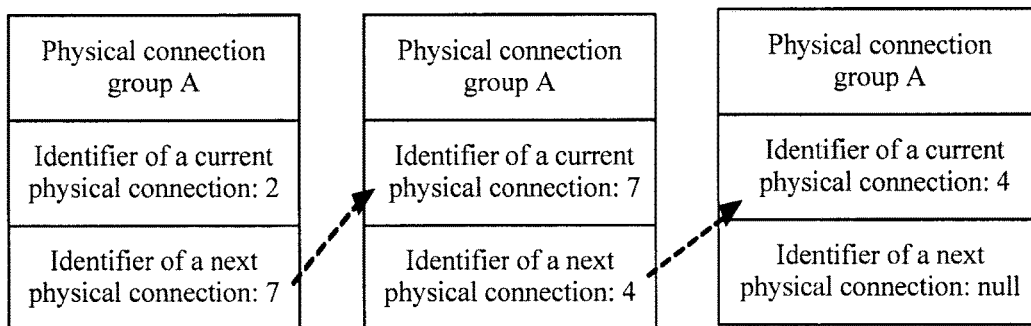 Physical connection
group A
Identifier of a current
physical connection: 2
Identifier of a next
physical connection: 7
Physical connection
group A
Identifier of a current
physical connection: 7
Identifier of a next
physical connection: 4
Physical connection
group A
Identifier of a current
physical connection: 4
Identifier of a next
physical connection: null